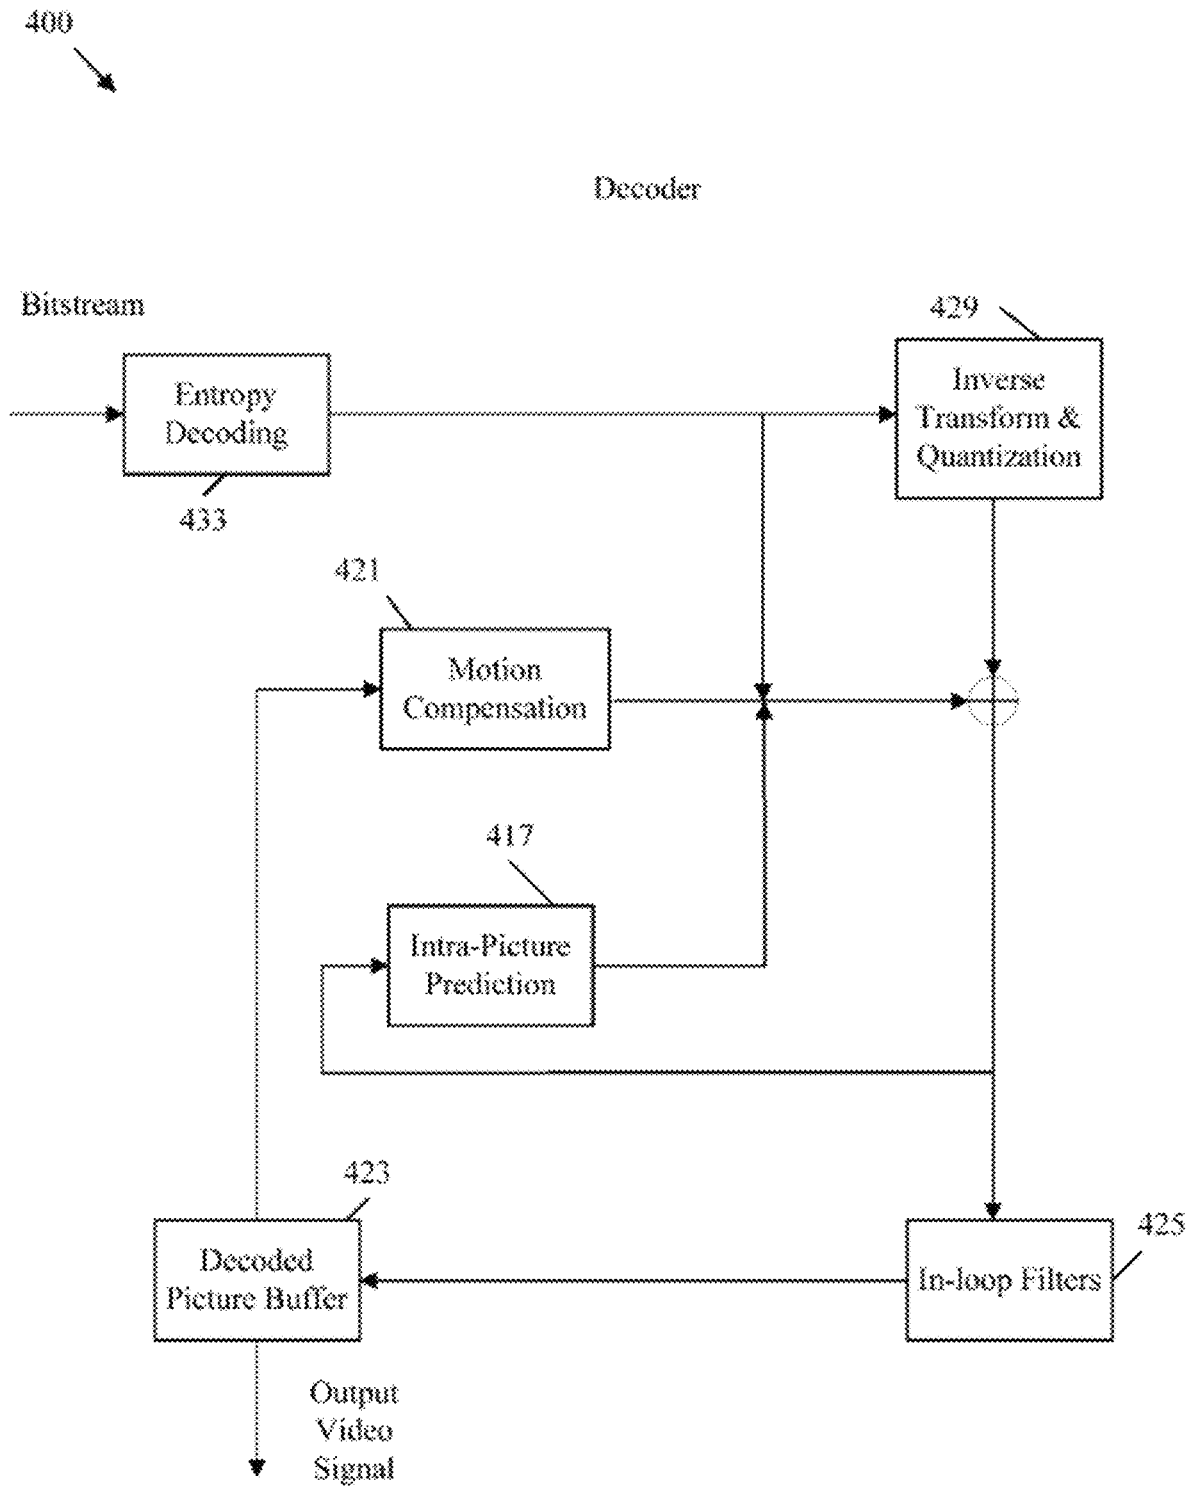 400
Decoder
Bitstream
429
Entropy
Decoding
Inverse
Transform &
Quantization
433
421
Motion
Compensation
417
Intra-Picture
Prediction
423
425
Decoded
Picture Buffer
In-loop Filters
Output
Video
Signal